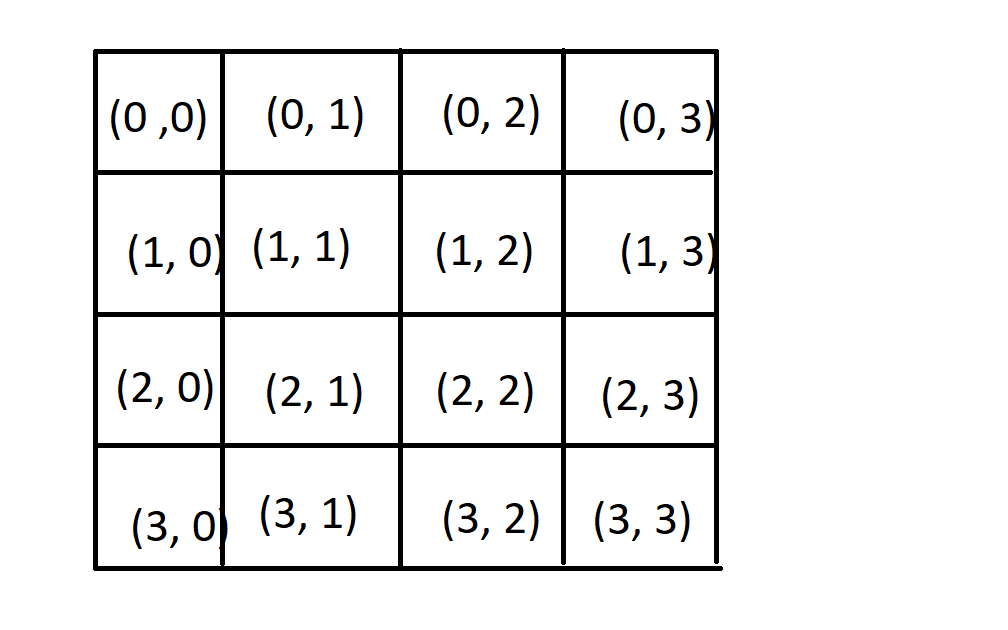 (0 ,0) (0, 1) (0, 2) (0, 3)
(1, 0) (1, 1) (1, 2) (1, 3)
(2, 0) (2, 1) (2, 2) (2, 3)
(3, 0) (3, 1) (3, 2) (3, 3)